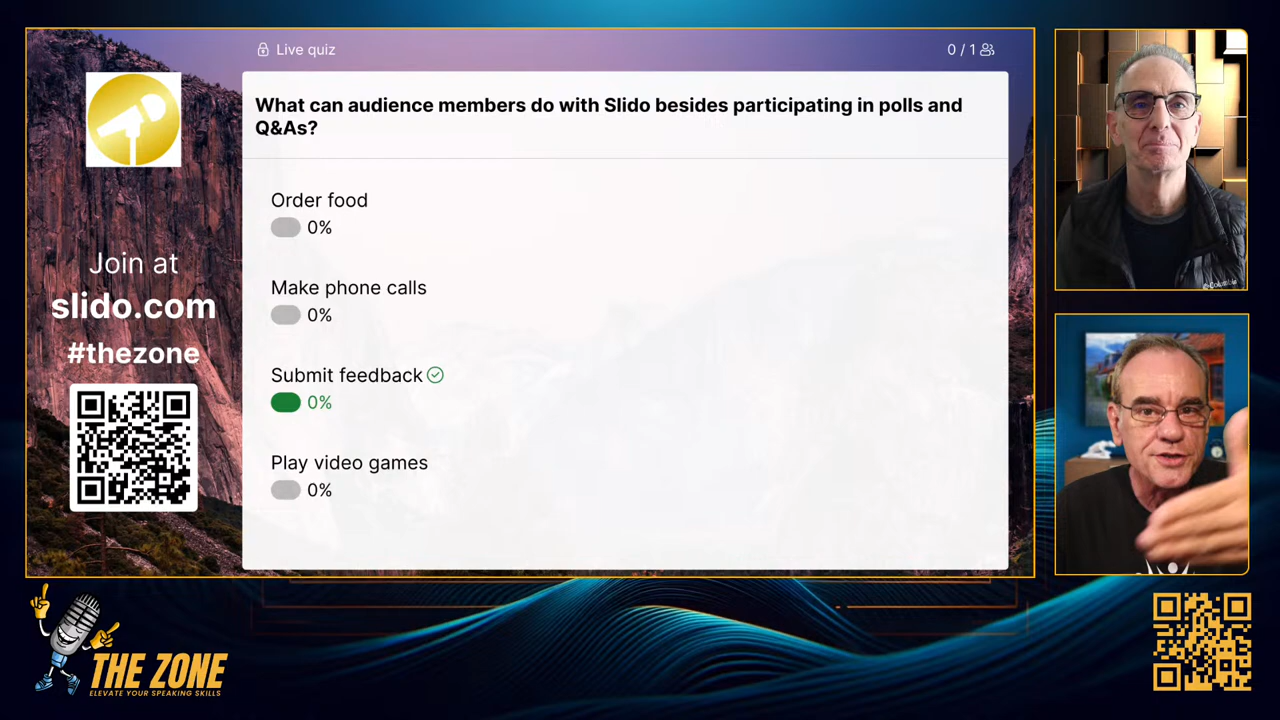 Live quiz
0 / 1
What can audience members do with Slido besides participating in polls and
Q&As?
Order food
0%
Make phone calls
0%
Submit feedback
0%
Play video games
0%
Join at
slido.com
#thezone
Columbia
THE ZONE
ELEVATE YOUR SPEAKING SKILLS